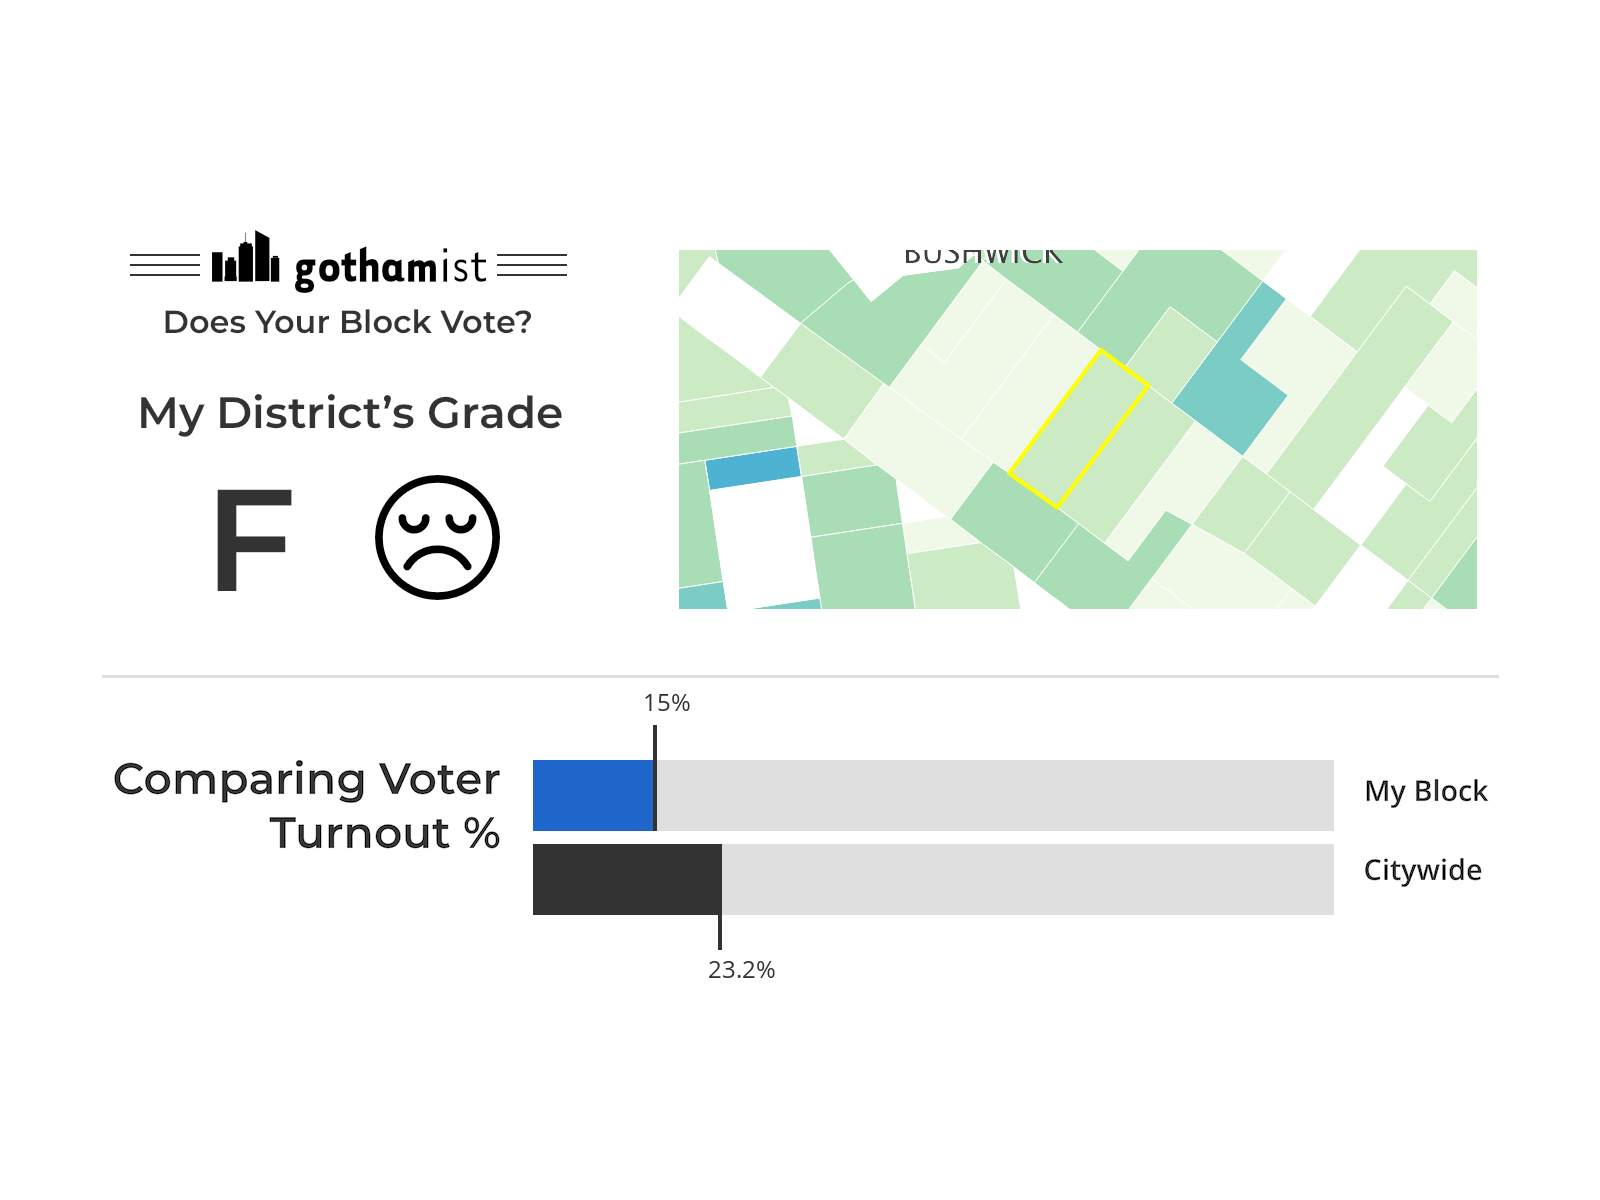 gothamist
Does Your Block Vote?
My District’s Grade
F
BUSHWICK
15%
Comparing Voter
Turnout %
My Block
Citywide
23.2%